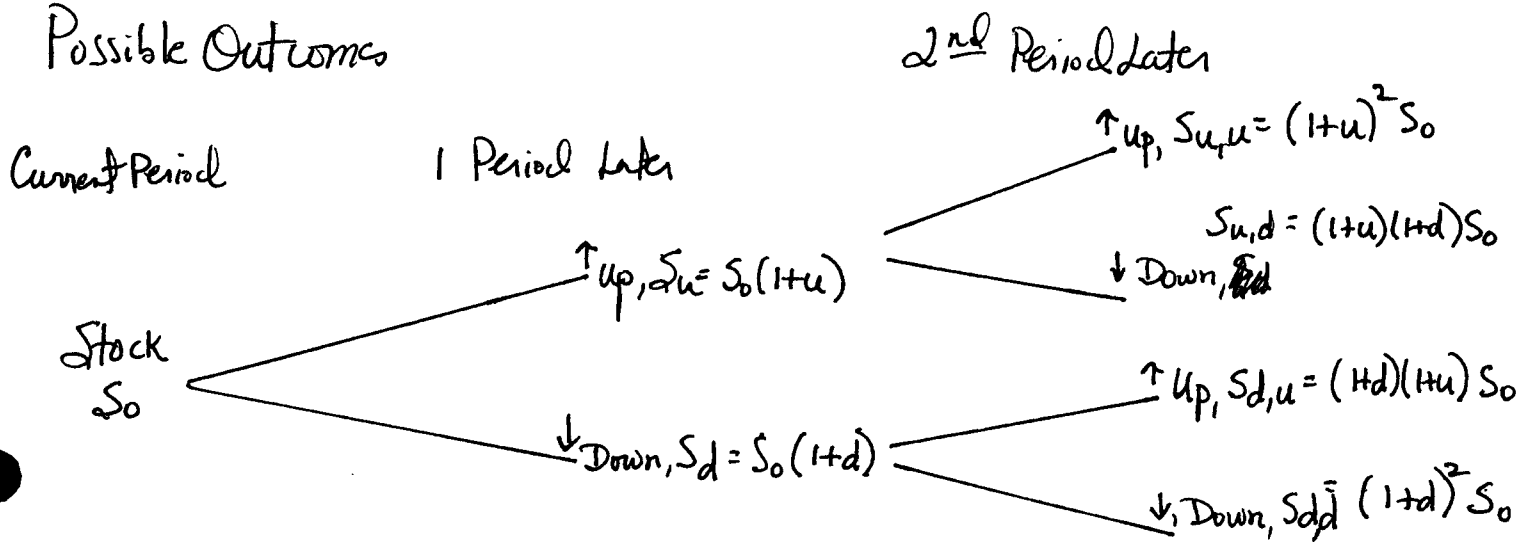 Possible Outcomes
2nd Period Later
Current Period
1 Period Later
↑ Up, Su,u = (1+u)² S0
Su,d = (1+u)(1+d)S0
↑ Up, Su = S0(1+u)
↓ Down,
Stock
S0
↑ Up, Sd,u = (1+d)(1+u) S0
↓ Down, Sd = S0(1+d)
↓, Down, Sd,d = (1+d)² S0